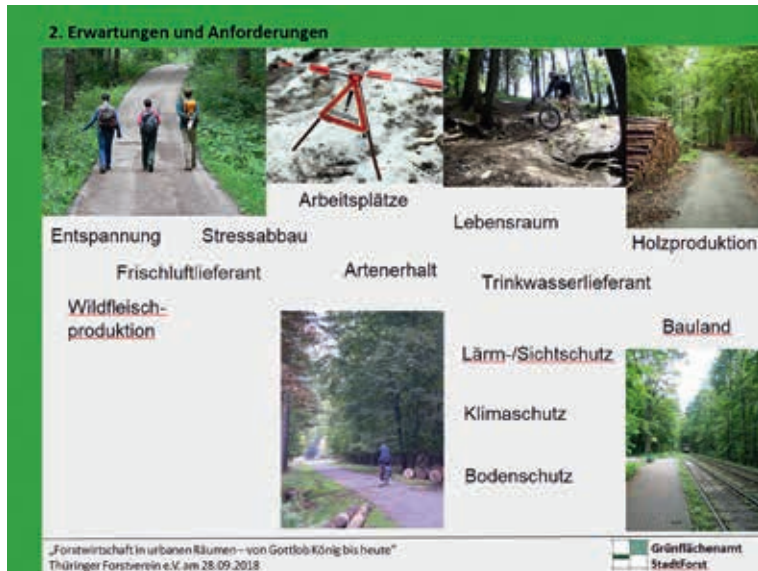 2. Erwartungen und Anforderungen
Arbeitsplätze
Lebensraum
Entspannung
Stressabbau
Holzproduktion
Frischluftlieferant
Artenerhalt
Trinkwasserlieferant
Wildfleisch-
produktion
Bauland
Lärm-/Sichtschutz
Klimaschutz
Bodenschutz
„Forstwirtschaft in urbanen Räumen – von Gottlob König bis heute"
Thüringer Forstverein e.V. am 28.09.2018
Grünflächenamt
StadtForst